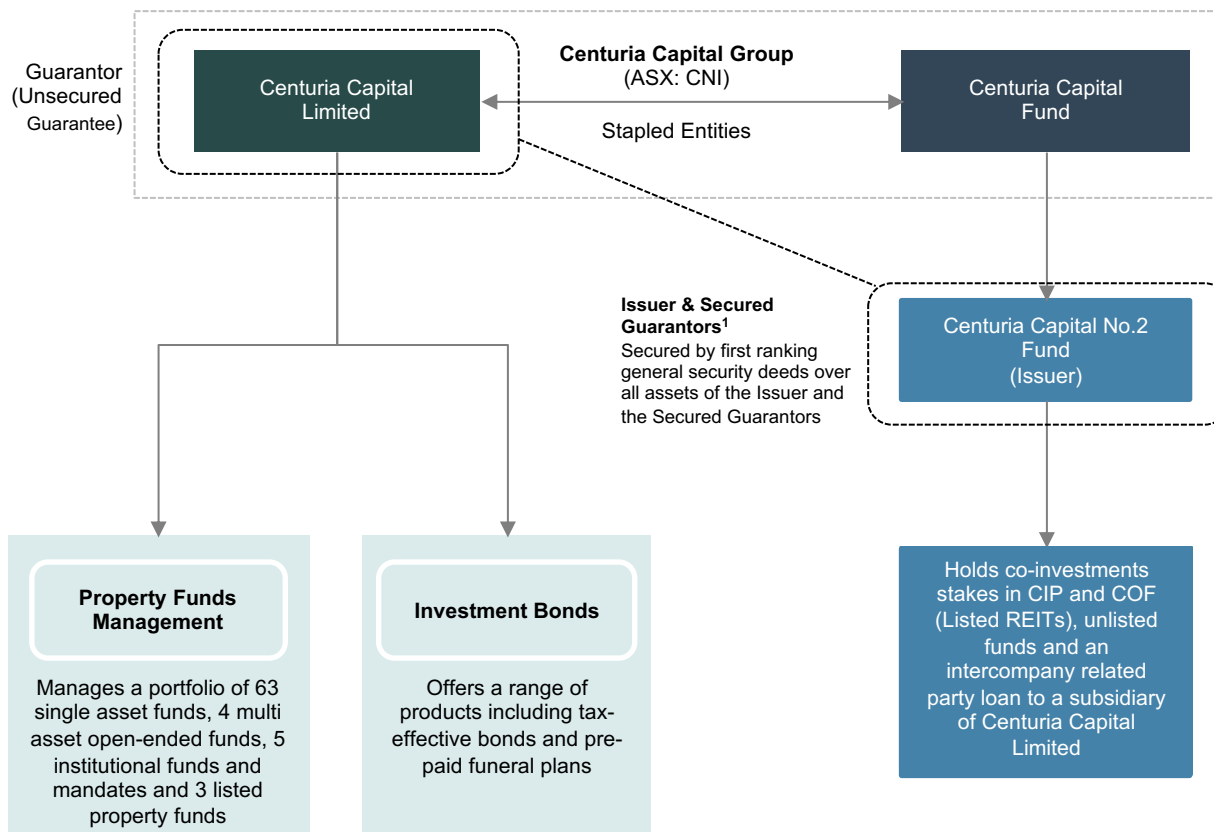 Guarantor
(Unsecured
Guarantee)
Centuria Capital
Limited
Centuria Capital Group
(ASX: CNI)
Stapled Entities
Centuria Capital
Fund
Issuer & Secured
Guarantors¹
Secured by first ranking
general security deeds over
all assets of the Issuer and
the Secured Guarantors
Centuria Capital No.2
Fund
(Issuer)
Property Funds
Management
Manages a portfolio of 63
single asset funds, 4 multi
asset open-ended funds, 5
institutional funds and
mandates and 3 listed
property funds
Investment Bonds
Offers a range of
products including tax-
effective bonds and pre-
paid funeral plans
Holds co-investments
stakes in CIP and COF
(Listed REITs), unlisted
funds and an
intercompany related
party loan to a subsidiary
of Centuria Capital
Limited